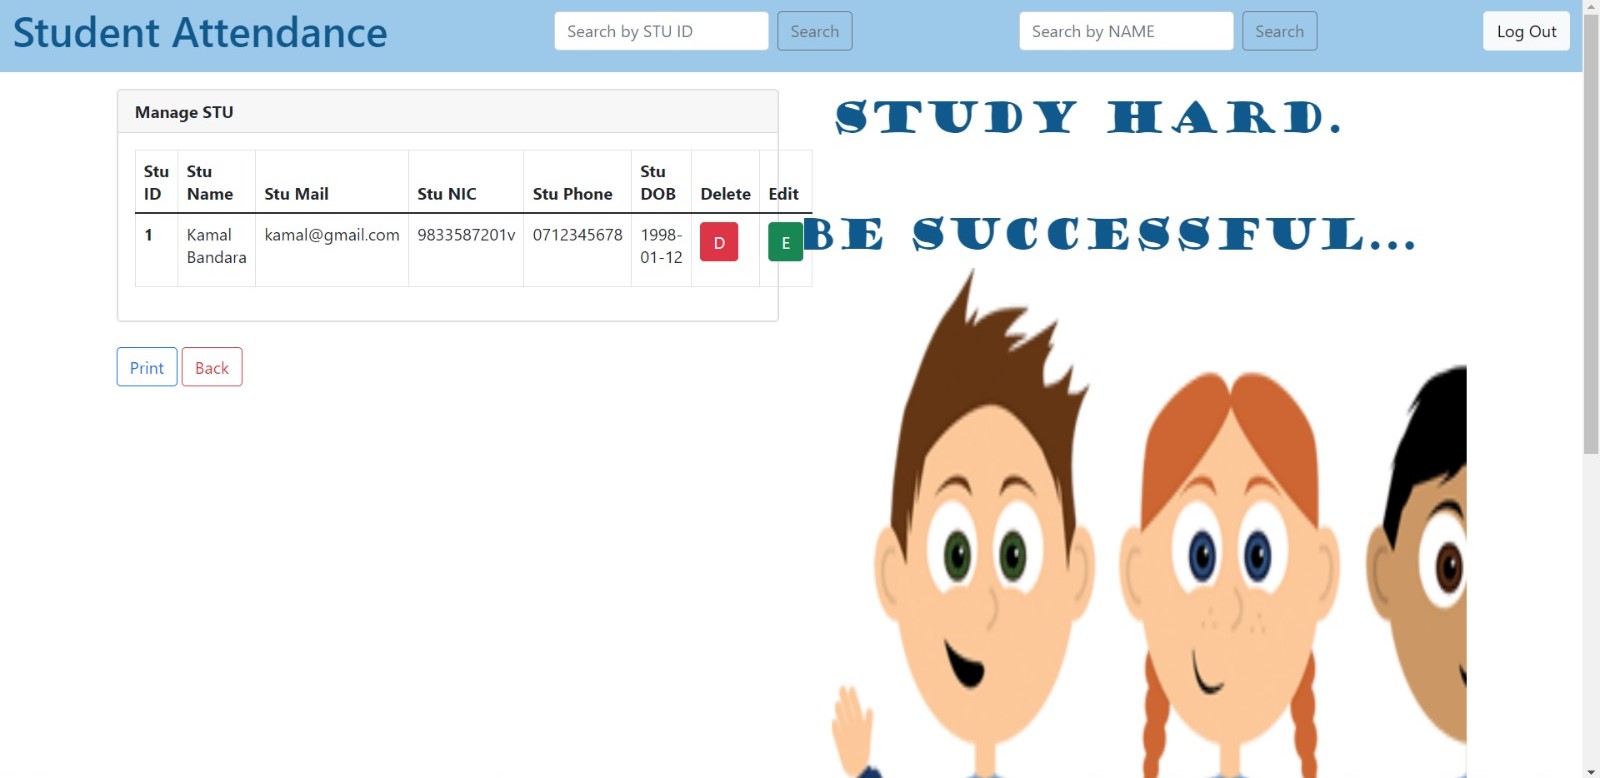 Student Attendance
Search by STU ID
Search
Search by NAME
Search
Log Out
Manage STU
Stu ID
Stu Name
Stu Mail
Stu NIC
Stu Phone
Stu DOB
Delete
Edit
1
Kamal Bandara
kamal@gmail.com
9833587201v
0712345678
1998-01-12
D
E
Print
Back
STUDY HARD.
BE SUCCESSFUL...